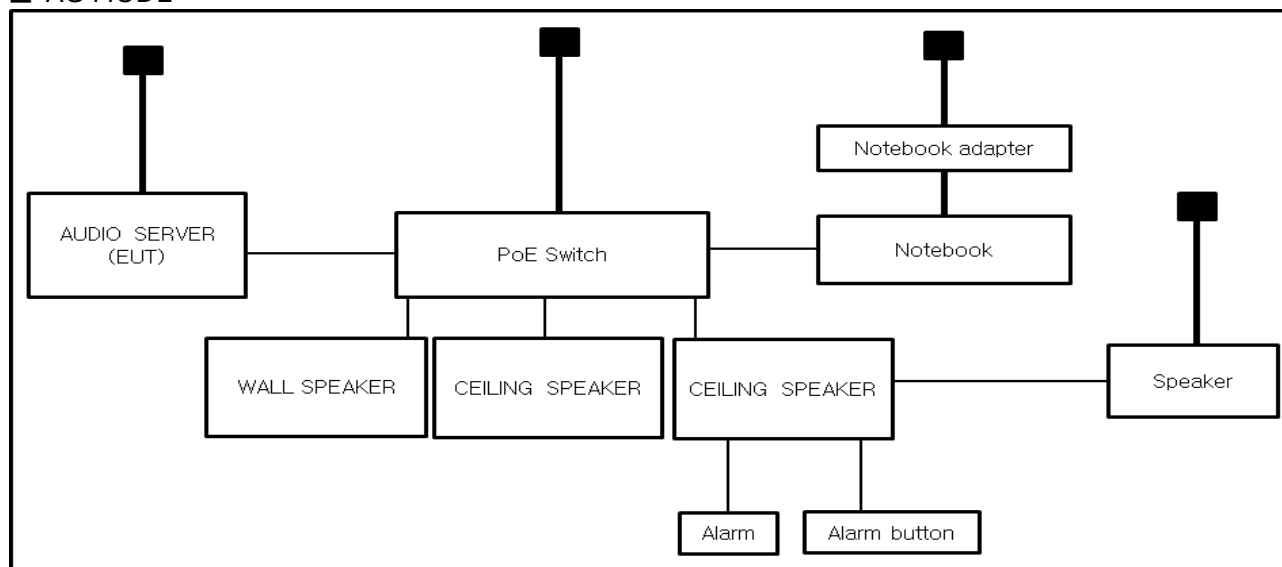 Notebook adapter
AUDIO SERVER
(EUT)
PoE Switch
Notebook
WALL SPEAKER
CEILING SPEAKER
CEILING SPEAKER
Speaker
Alarm
Alarm button